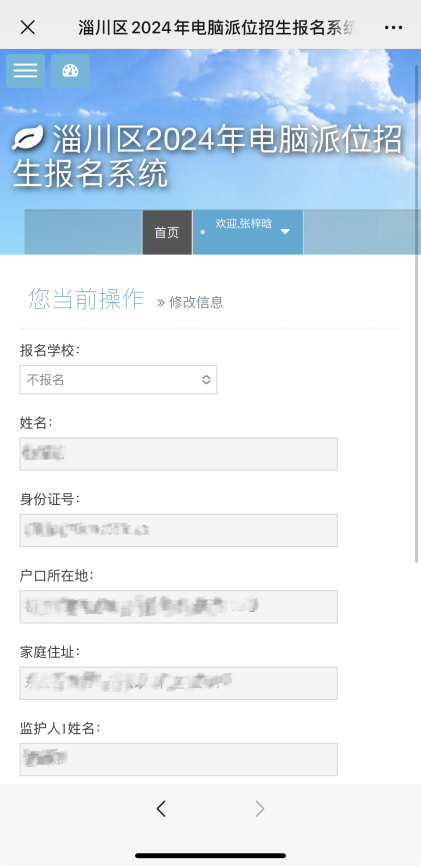 淄川区2024年电脑派位招生报名系统
淄川区2024年电脑派位招
生报名系统
首页
欢迎,张梓晗
您当前操作 » 修改信息
报名学校：
不报名
姓名：
身份证号：
户口所在地：
家庭住址：
监护人1姓名：